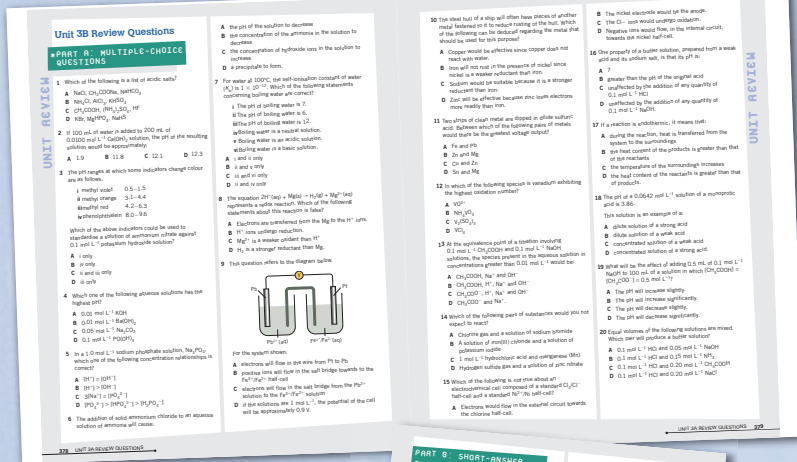 Unit 3B Review Questions
★PART A: MULTIPLE-CHOICE
QUESTIONS
UNIT REVIEW
1 Which of the following is a list of acidic salts?
A NaCl, CH₃COONa, NaHCO₃
B NH₄Cl, AlCl₃, KHSO₄
C CH₃COOH, (NH₄)₂SO₄, HF
D KBr, MgHPO₄, NaHS
2 If 100 mL of water is added to 200 mL of
0.0100 mol L⁻¹ Ca(OH)₂ solution, the pH of the resulting
solution would be approximately:
A 1.9 B 11.8 C 12.1 D 12.3
3 The pH ranges at which some indicators change colour
are as follows.
i methyl violet 0.5–1.5
ii methyl orange 3.1–4.4
iii methyl red 4.2–6.3
iv phenolphthalein 8.0–9.6
Which of the above indicators could be used to
standardise a solution of ammonium nitrate against
0.1 mol L⁻¹ potassium hydroxide solution?
A i only
B iv only
C ii and iii only
D iii only
4 Which one of the following aqueous solutions has the
highest pH?
A 0.01 mol L⁻¹ KOH
B 0.01 mol L⁻¹ Ba(OH)₂
C 0.05 mol L⁻¹ Na₂CO₃
D 0.1 mol L⁻¹ PO(OH)₃
5 In a 1.0 mol L⁻¹ sodium phosphate solution, Na₃PO₄,
which one of the following concentration relationships is
correct?
A [H⁺] = [OH⁻]
B [H⁺] > [OH⁻]
C 3[Na⁺] = [PO₄³⁻]
D [PO₄³⁻] > [HPO₄²⁻] > [H₂PO₄⁻]
6 The addition of solid ammonium chloride to an aqueous
solution of ammonia will cause:
378 UNIT 3A REVIEW QUESTIONS
A the pH of the solution to decrease
B the concentration of the ammonia in the solution to
decrease
C the concentration of hydroxide ions in the solution to
increase
D a precipitate to form.
7 For water at 100°C, the self-ionisation constant of water
(Kw) is 1 × 10⁻¹². Which of the following statements
concerning boiling water are correct?
i The pH of boiling water is 7.
ii The pH of boiling water is 6.
iii The pH of boiling water is 12.
iv Boiling water is a neutral solution.
v Boiling water is an acidic solution.
vi Boiling water is a basic solution.
A i and ii only
B ii and v only
C iii and vi only
D ii and iv only
8 The equation 2H⁺(aq) + Mg(s) → H₂(g) + Mg²⁺(aq)
represents a redox reaction. Which of the following
statements about this reaction is false?
A Electrons are transferred from the Mg to the H⁺ ions.
B H⁺ ions undergo reduction.
C Mg²⁺ is a weaker oxidant than H⁺
D H₂ is a stronger reductant than Mg.
9 This question refers to the diagram below.
V
Pt
Pt
Pb²⁺ (aq) Fe³⁺/Fe²⁺ (aq)
For the system shown:
A electrons will flow in the wire from Pt to Pb
B positive ions will flow in the salt bridge towards the
Fe³⁺/Fe²⁺ half-cell
C electrons will flow in the salt bridge from the Pb²⁺
solution to the Fe³⁺/Fe²⁺ solution
D if the solutions are 1 mol L⁻¹, the potential of the cell
will be approximately 0.9 V.
10 The steel hull of a ship will often have pieces of another
metal fastened to it to reduce rusting of the hull. Which
of the following can be deduced regarding the metal that
should be used for this purpose?
A Copper would be effective since copper does not
react with water.
B Iron will not rust in the presence of nickel since
nickel is a weaker reductant than iron.
C Sodium would be suitable because it is a stronger
reductant than iron.
D Zinc will be effective because zinc loses electrons
more readily than iron.
11 Two strips of clean metal are dipped in dilute sulfuric
acid. Between which of the following pairs of metals
would there be the greatest voltage output?
A Fe and Pb
B Zn and Mg
C Cu and Zn
D Sn and Mg
12 In which of the following species is vanadium exhibiting
the highest oxidation number?
A VO²⁺
B NH₄VO₃
C V₂(SO₄)₃
D VCl₃
13 At the equivalence point of a titration involving
0.1 mol L⁻¹ CH₃COOH and 0.1 mol L⁻¹ NaOH
solutions, the species present in the aqueous solution in
concentrations greater than 0.01 mol L⁻¹ would be:
A CH₃COOH, Na⁺ and OH⁻
B CH₃COOH, H⁺, Na⁺ and OH⁻
C CH₃COO⁻, H⁺, Na⁺ and OH⁻
D CH₃COO⁻ and Na⁺.
14 Which of the following pairs of substances would you not
expect to react?
A Chlorine gas and a solution of sodium bromide
B A solution of iron(III) chloride and a solution of
potassium iodide
C 1 mol L⁻¹ hydrochloric acid and manganese (Mn)
D Hydrogen sulfide gas and a solution of zinc nitrate
15 Which of the following is not true about an
electrochemical cell composed of a standard Cl₂/Cl⁻
half-cell and a standard Ni²⁺/Ni half-cell?
A Electrons would flow in the external circuit towards
the chlorine half-cell.
B The nickel electrode would be the anode.
C The Cl– ions would undergo oxidation.
D Negative ions would flow, in the internal circuit,
towards the nickel half-cell.
16 One property of a buffer solution, prepared from a weak
acid and its sodium salt, is that its pH is:
A 7
B greater than the pH of the original acid
C unaffected by the addition of any quantity of
0.1 mol L⁻¹ HCl
D unaffected by the addition of any quantity of
0.1 mol L⁻¹ NaOH.
17 If a reaction is endothermic, it means that:
A during the reaction, heat is transferred from the
system to the surroundings
B the heat content of the products is greater than that
of the reactants
C the temperature of the surroundings increases
D the heat content of the reactants is greater than that
of products.
18 The pH of a 0.0642 mol L⁻¹ solution of a monoprotic
acid is 3.86.
This solution is an example of a:
A dilute solution of a strong acid
B dilute solution of a weak acid
C concentrated solution of a weak acid
D concentrated solution of a strong acid.
19 What will be the effect of adding 0.5 mL of 0.1 mol L⁻¹
NaOH to 100 mL of a solution in which [CH₃COOH] =
[CH₃COO⁻] = 0.5 mol L⁻¹?
A The pH will increase slightly.
B The pH will increase significantly.
C The pH will decrease slightly.
D The pH will decrease significantly.
20 Equal volumes of the following solutions are mixed.
Which pair will produce a buffer solution?
A 0.1 mol L⁻¹ HCl and 0.05 mol L⁻¹ NaOH
B 0.1 mol L⁻¹ HCl and 0.15 mol L⁻¹ NH₃
C 0.1 mol L⁻¹ HCl and 0.20 mol L⁻¹ CH₃COOH
D 0.1 mol L⁻¹ HCl and 0.20 mol L⁻¹ NaCl
UNIT REVIEW
UNIT 3A REVIEW QUESTIONS 379
PART B: SHORT-ANSWER